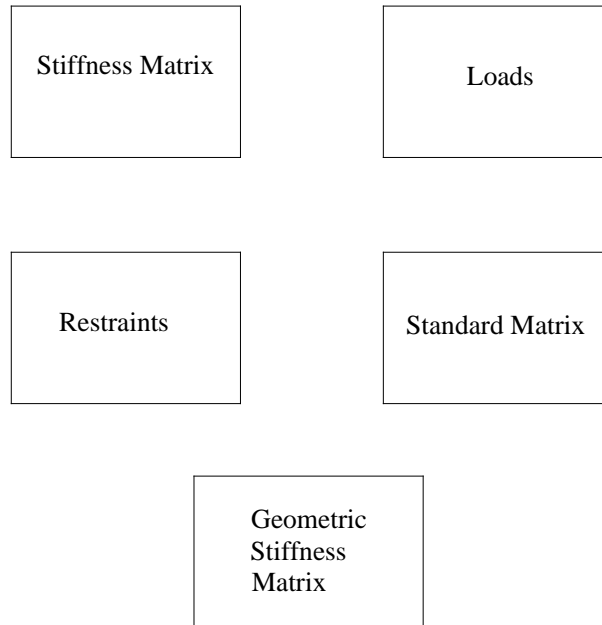 Stiffness Matrix
Loads
Restraints
Standard Matrix
Geometric
Stiffness
Matrix